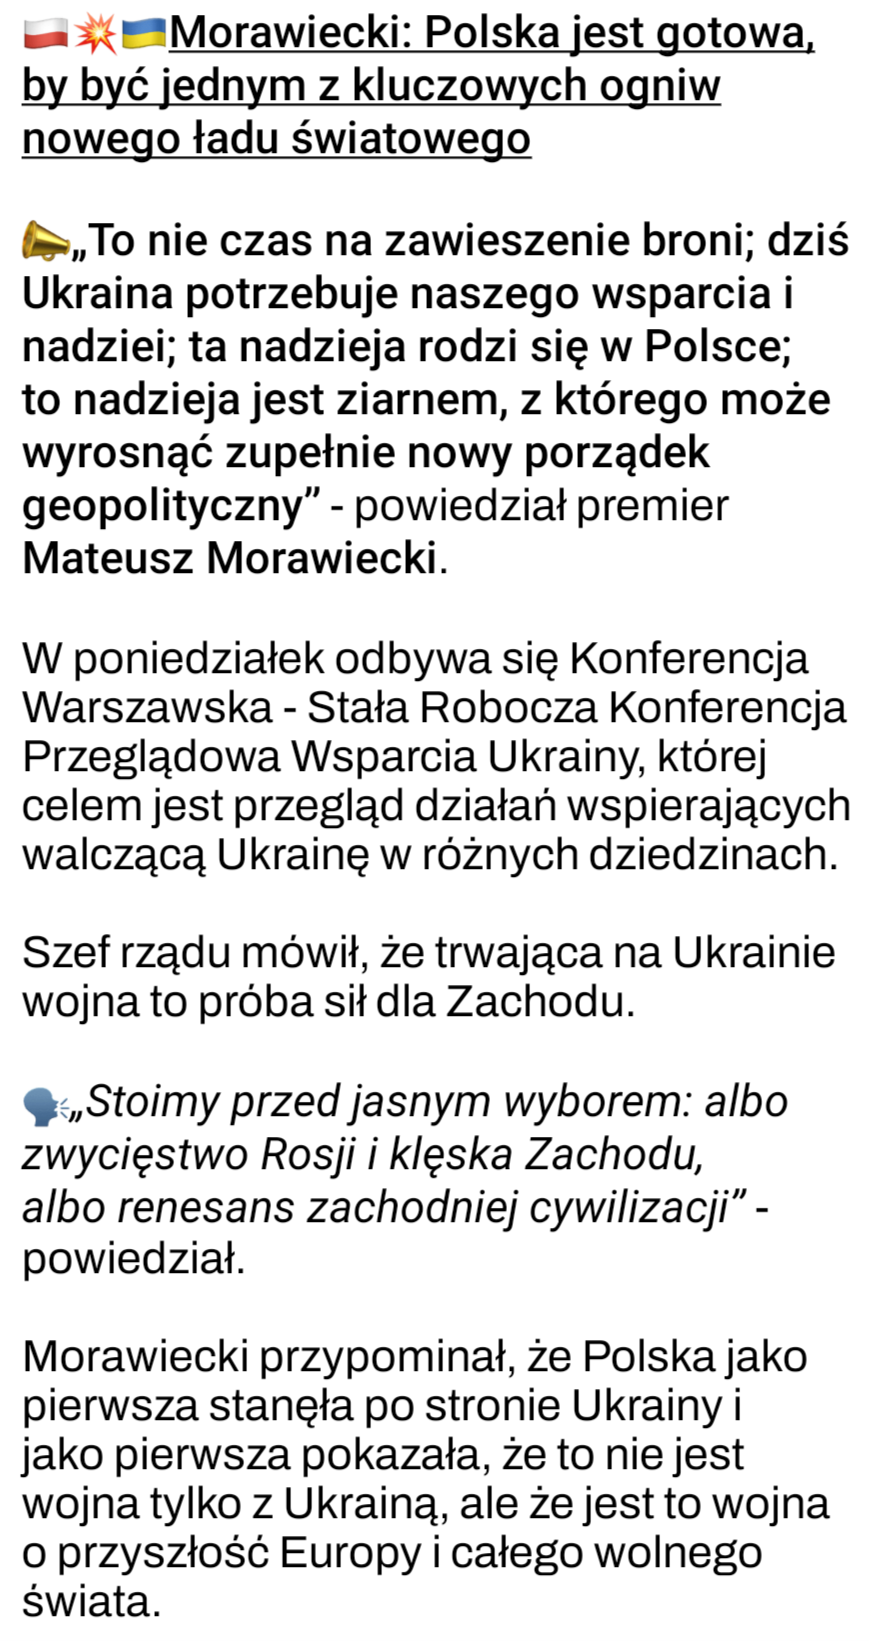 🇵🇱💥🇺🇦Morawiecki: Polska jest gotowa,
by być jednym z kluczowych ogniw
nowego ładu światowego
📣„To nie czas na zawieszenie broni; dziś
Ukraina potrzebuje naszego wsparcia i
nadziei; ta nadzieja rodzi się w Polsce;
to nadzieja jest ziarnem, z którego może
wyrosnąć zupełnie nowy porządek
geopolityczny” - powiedział premier
Mateusz Morawiecki.
W poniedziałek odbywa się Konferencja
Warszawska - Stała Robocza Konferencja
Przeglądowa Wsparcia Ukrainy, której
celem jest przegląd działań wspierających
walczącą Ukrainę w różnych dziedzinach.
Szef rządu mówił, że trwająca na Ukrainie
wojna to próba sił dla Zachodu.
🗣„Stoimy przed jasnym wyborem: albo
zwycięstwo Rosji i klęska Zachodu,
albo renesans zachodniej cywilizacji” -
powiedział.
Morawiecki przypominał, że Polska jako
pierwsza stanęła po stronie Ukrainy i
jako pierwsza pokazała, że to nie jest
wojna tylko z Ukrainą, ale że jest to wojna
o przyszłość Europy i całego wolnego
świata.